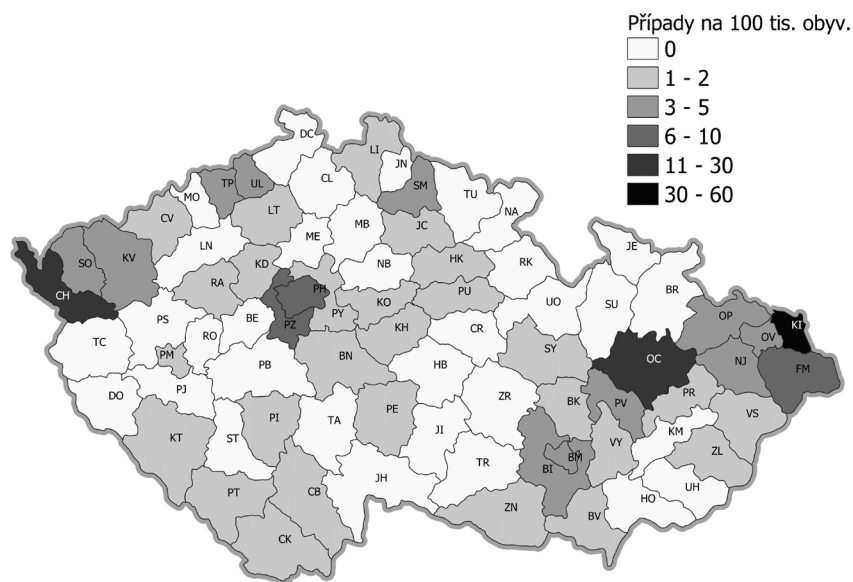 Případy na 100 tis. obyv.
0
1 - 2
3 - 5
6 - 10
11 - 30
30 - 60
DC
LI
JN
CL
SM
TU
MO
TP
UL
NA
CV
LT
MB
JC
LN
ME
JE
SO
KV
KD
NB
HK
RK
CH
RA
PH
BR
PU
KO
UO
SU
PS
BE
PY
OP
KI
PZ
KH
CR
OV
TC
RO
SY
OC
PM
BN
NJ
FM
PB
HB
PJ
PR
DO
ZR
BK
PV
PE
VS
PI
TA
KT
ST
JI
KM
VY
ZL
BM
TR
BI
JH
UH
PT
CB
HO
ZN
BV
CK